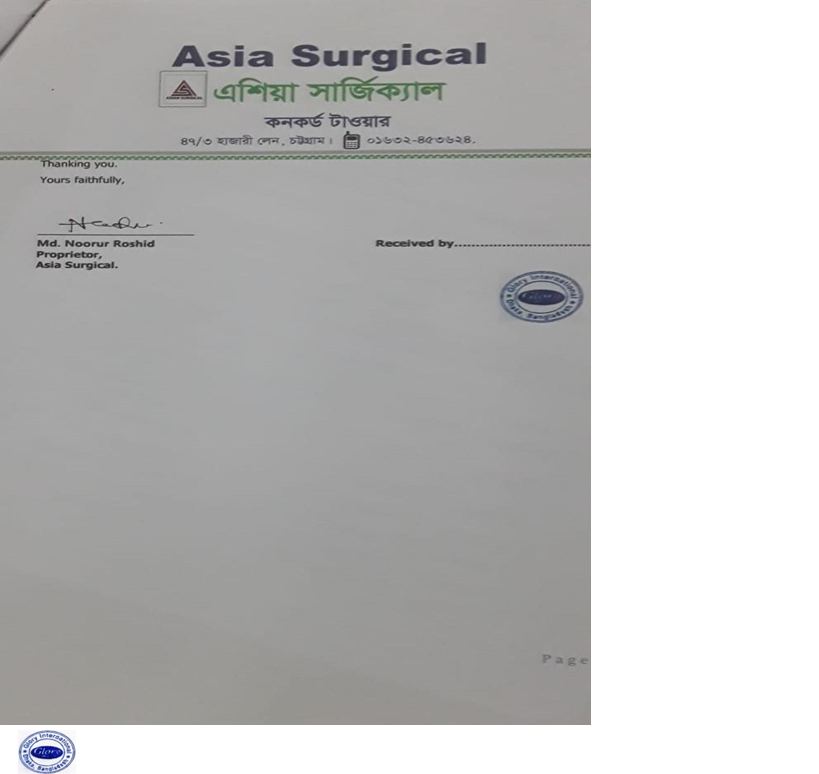 Asia Surgical
এশিয়া সার্জিক্যাল
কনকর্ড টাওয়ার
৪৭/৩ হাজারী লেন, চট্টগ্রাম। ০১৬৩২-৪৫৩৬২৪.
Thanking you.
Yours faithfully,
Md. Noorur Roshid
Proprietor,
Asia Surgical.
Received by...............................
Glory International
Glory
Dhaka, Bangladesh
Page
Glory International
Glory
Dhaka, Bangladesh